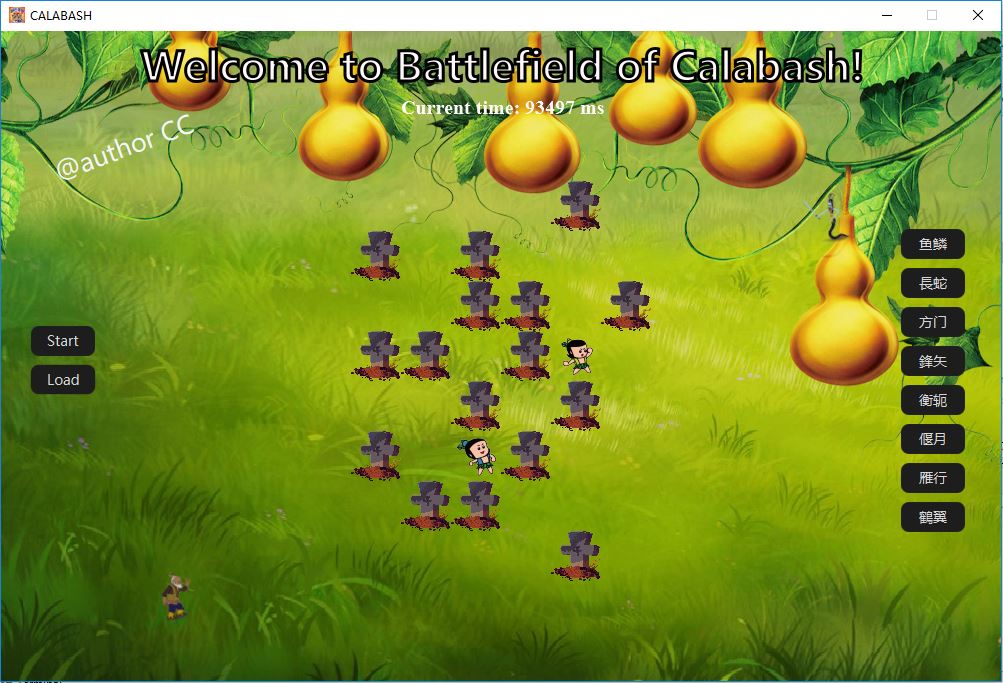 CALABASH
Welcome to Battlefield of Calabash!
Current time: 93497 ms
@author CC
Start
Load
鱼鳞
長蛇
方门
鋒矢
衡轭
偃月
雁行
鶴翼